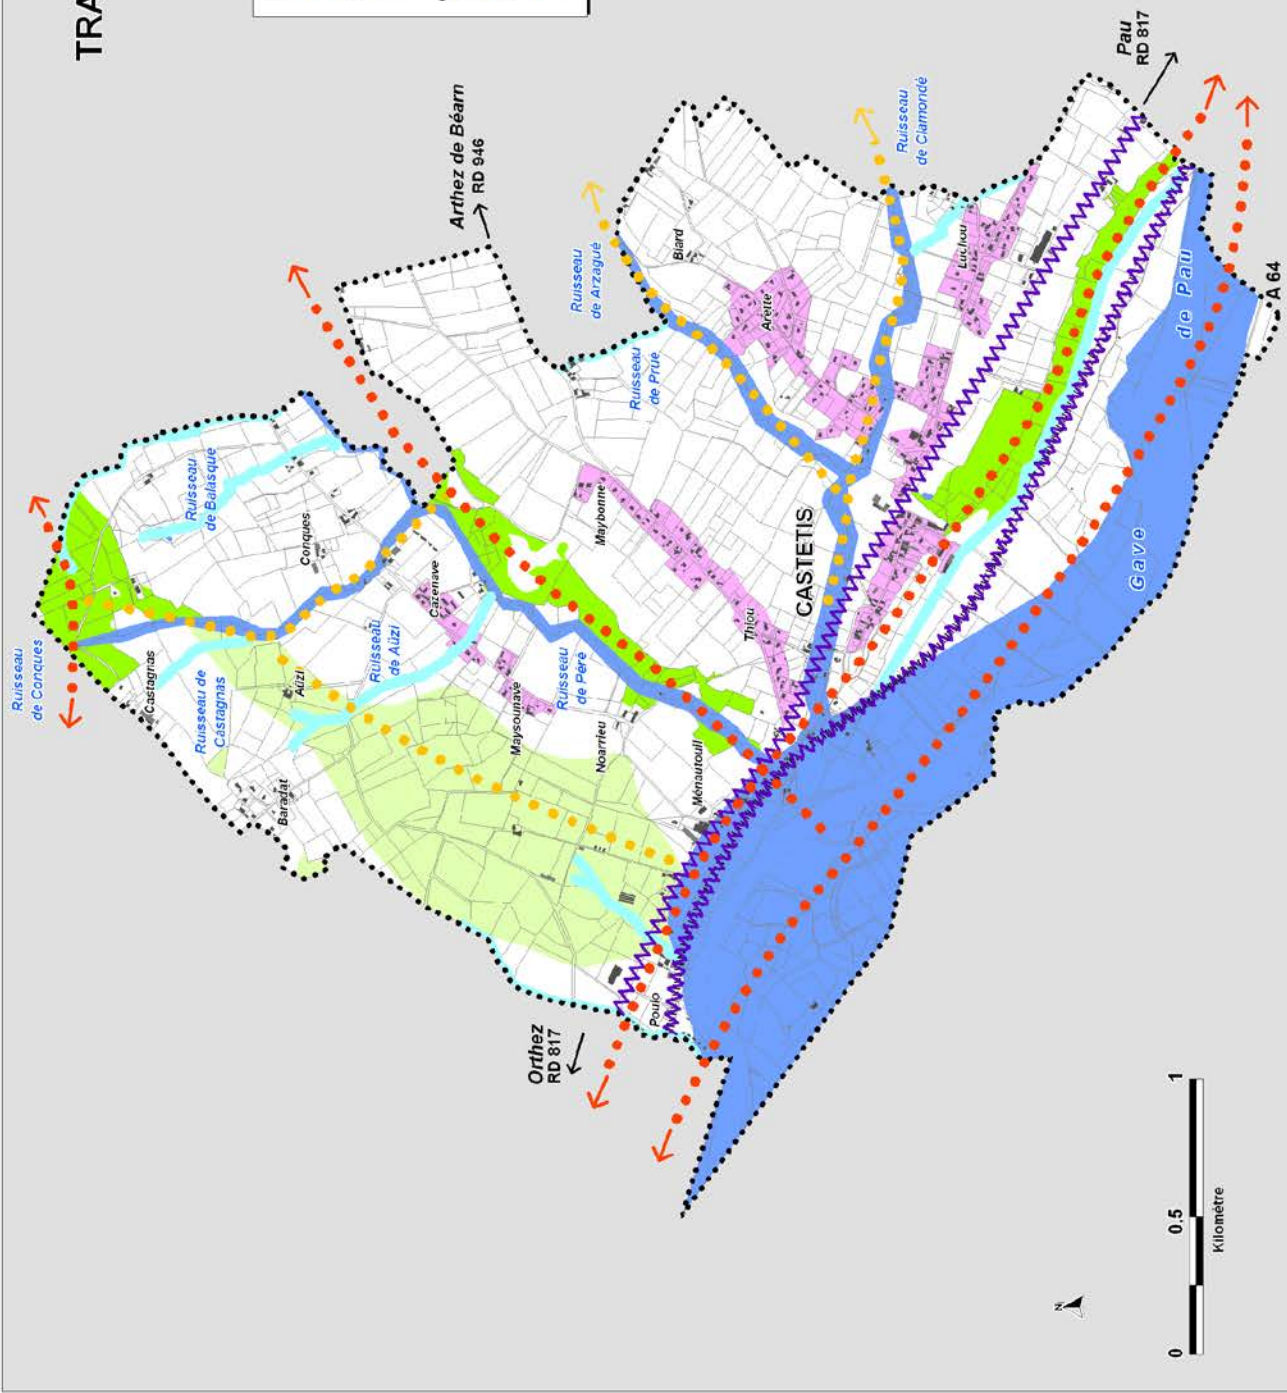 TRA
Pau
RD 817
Arthez de Béarn
RD 946
Ruisseau
de Clamondé
Ruisseau
de Arzagué
Biard
Luchou
Arette
Ruisseau
de Prue
de Pau
A 64
Ruisseau
de Balasque
Conques
Maybonne
CASTETIS
Cazenave
Thiou
Gave
Ruisseau
de Conques
Castagnas
Ruisseau de
Castagnas
Aüzi
Ruisseau
de Aüzi
Ruisseau
de Père
Maysounave
Noarrieu
Ménautouil
Baradat
Poulo
Orthez
RD 817
N
0
0.5
1
Kilomètre